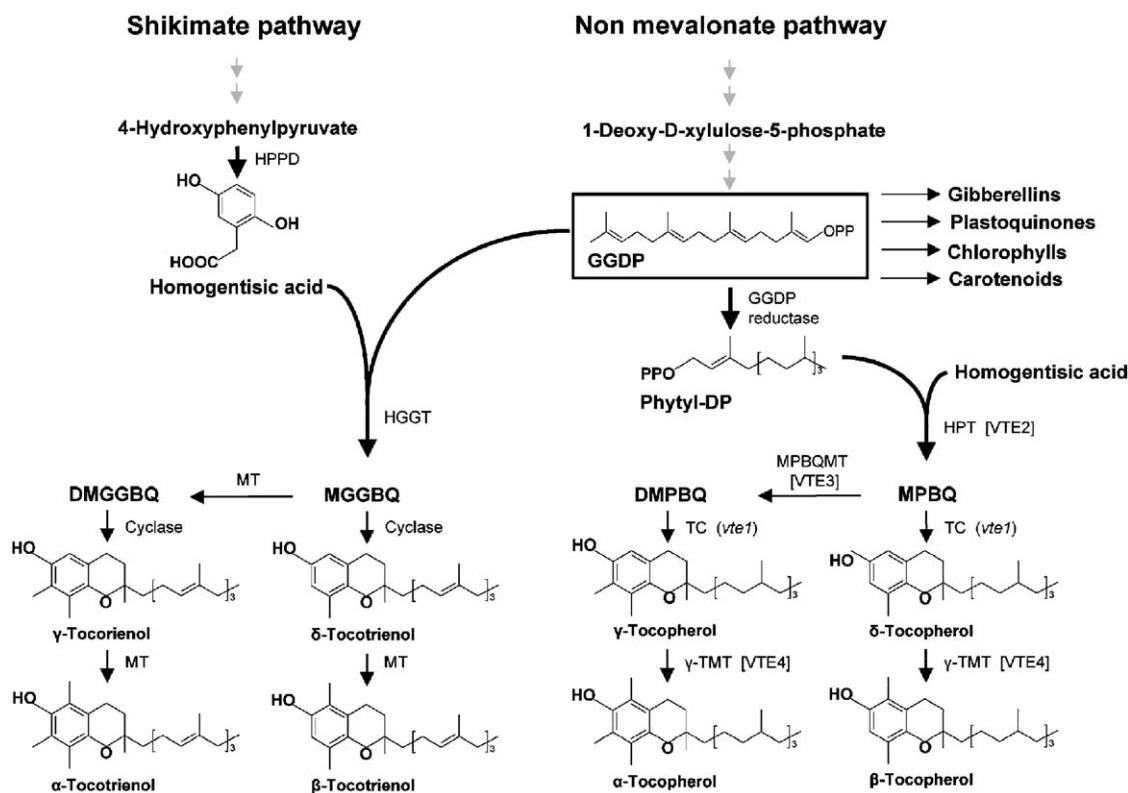 Shikimate pathway
Non mevalonate pathway
4-Hydroxyphenylpyruvate
1-Deoxy-D-xylulose-5-phosphate
HPPD
HO
OH
HOOC
Homogentisic acid
OPP
GGDP
Gibberellins
Plastoquinones
Chlorophylls
Carotenoids
GGDP
reductase
PPO
3
Phytyl-DP
Homogentisic acid
HGGT
HPT [VTE2]
DMGGBQ
MT
MGGBQ
DMPBQ
MPBQMT
[VTE3]
MPBQ
Cyclase
Cyclase
TC (vte1)
TC (vte1)
HO
O
3
γ-Tocorienol
HO
O
3
δ-Tocotrienol
HO
O
3
γ-Tocopherol
HO
O
3
δ-Tocopherol
MT
MT
γ-TMT [VTE4]
γ-TMT [VTE4]
HO
O
3
α-Tocotrienol
HO
O
3
β-Tocotrienol
HO
O
3
α-Tocopherol
HO
O
3
β-Tocopherol